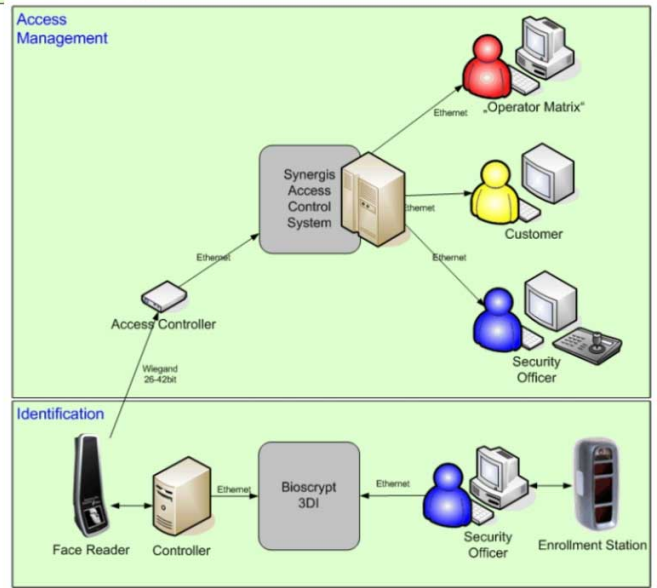 Access
Management
Ethernet
„Operator Matrix“
Synergis
Access
Control
System
Ethernet
Customer
Ethernet
Ethernet
Access Controller
Security
Officer
Wiegand
26-42bit
Identification
Bioscrypt
3DI
Ethernet
Ethernet
Face Reader
Controller
Security
Officer
Enrollment Station